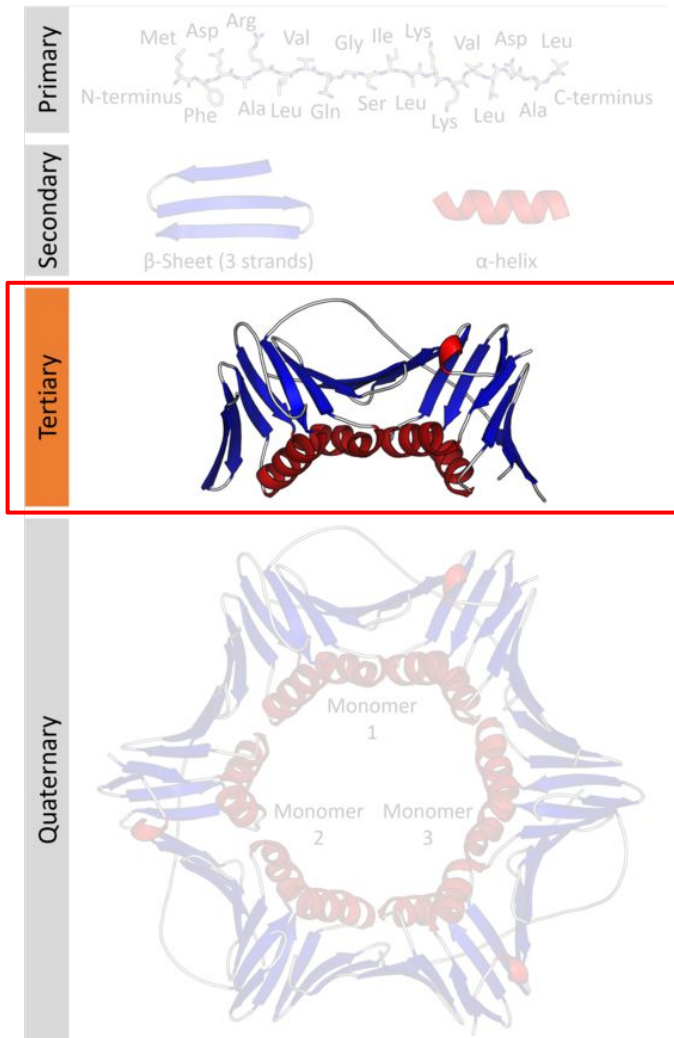 Primary
Met Asp Arg Val Gly Ile Lys Val Asp Leu
N-terminus C-terminus
Phe Ala Leu Gln Ser Leu Lys Leu Ala
Secondary
β-Sheet (3 strands) α-helix
Tertiary
Quaternary
Monomer
1
Monomer Monomer
2 3